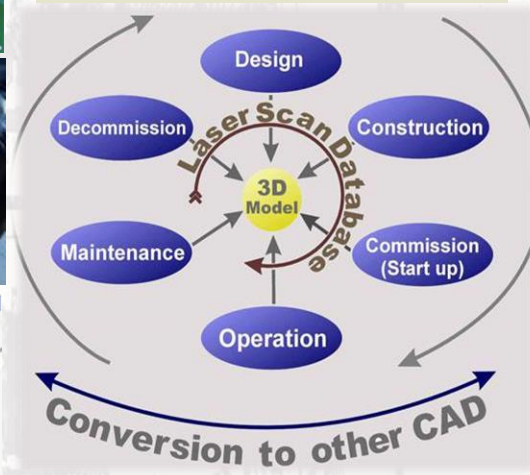 Design
Decommission
Construction
Laser Scan Database
3D
Model
Maintenance
Commission
(Start up)
Operation
Conversion to other CAD